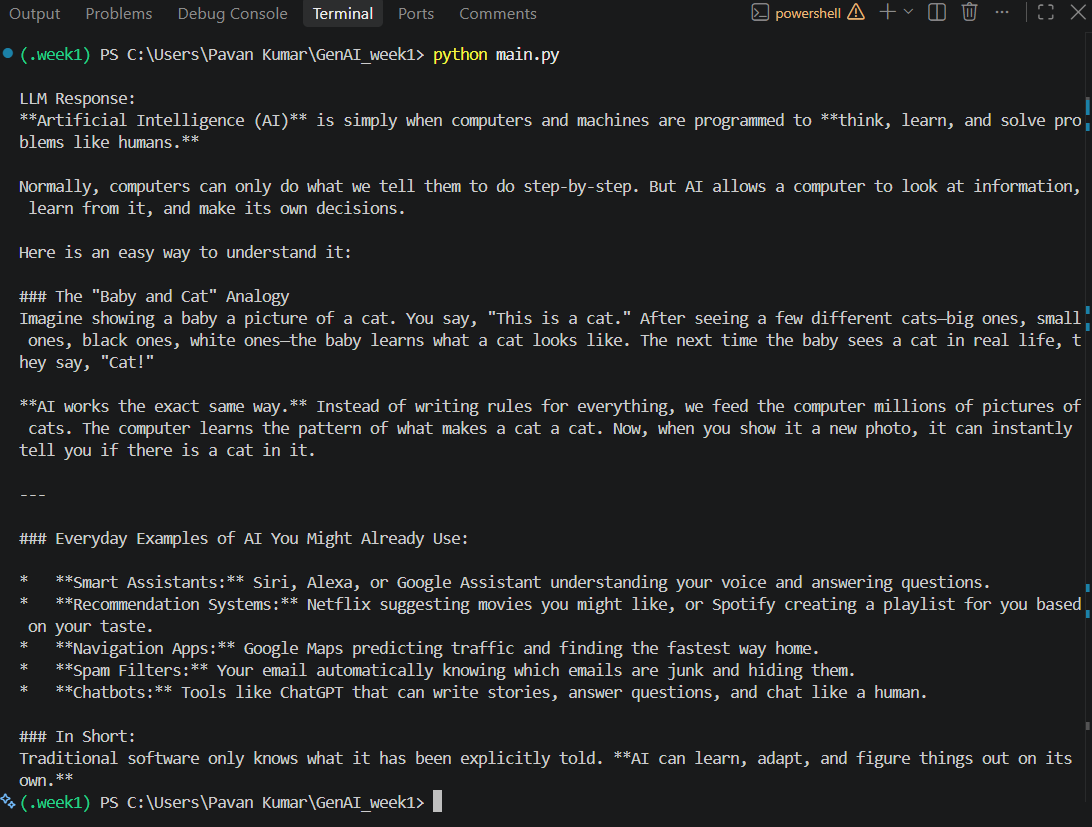 Output Problems Debug Console Terminal Ports Comments powershell
(.week1) PS C:\Users\Pavan Kumar\GenAI_week1> python main.py
LLM Response:
**Artificial Intelligence (AI)** is simply when computers and machines are programmed to **think, learn, and solve pro
blems like humans.**
Normally, computers can only do what we tell them to do step-by-step. But AI allows a computer to look at information,
 learn from it, and make its own decisions.
Here is an easy way to understand it:
### The "Baby and Cat" Analogy
Imagine showing a baby a picture of a cat. You say, "This is a cat." After seeing a few different cats—big ones, small
 ones, black ones, white ones—the baby learns what a cat looks like. The next time the baby sees a cat in real life, t
hey say, "Cat!"
**AI works the exact same way.** Instead of writing rules for everything, we feed the computer millions of pictures of
 cats. The computer learns the pattern of what makes a cat a cat. Now, when you show it a new photo, it can instantly
tell you if there is a cat in it.
---
### Everyday Examples of AI You Might Already Use:
*   **Smart Assistants:** Siri, Alexa, or Google Assistant understanding your voice and answering questions.
*   **Recommendation Systems:** Netflix suggesting movies you might like, or Spotify creating a playlist for you based
 on your taste.
*   **Navigation Apps:** Google Maps predicting traffic and finding the fastest way home.
*   **Spam Filters:** Your email automatically knowing which emails are junk and hiding them.
*   **Chatbots:** Tools like ChatGPT that can write stories, answer questions, and chat like a human.
### In Short:
Traditional software only knows what it has been explicitly told. **AI can learn, adapt, and figure things out on its
own.**
(.week1) PS C:\Users\Pavan Kumar\GenAI_week1>